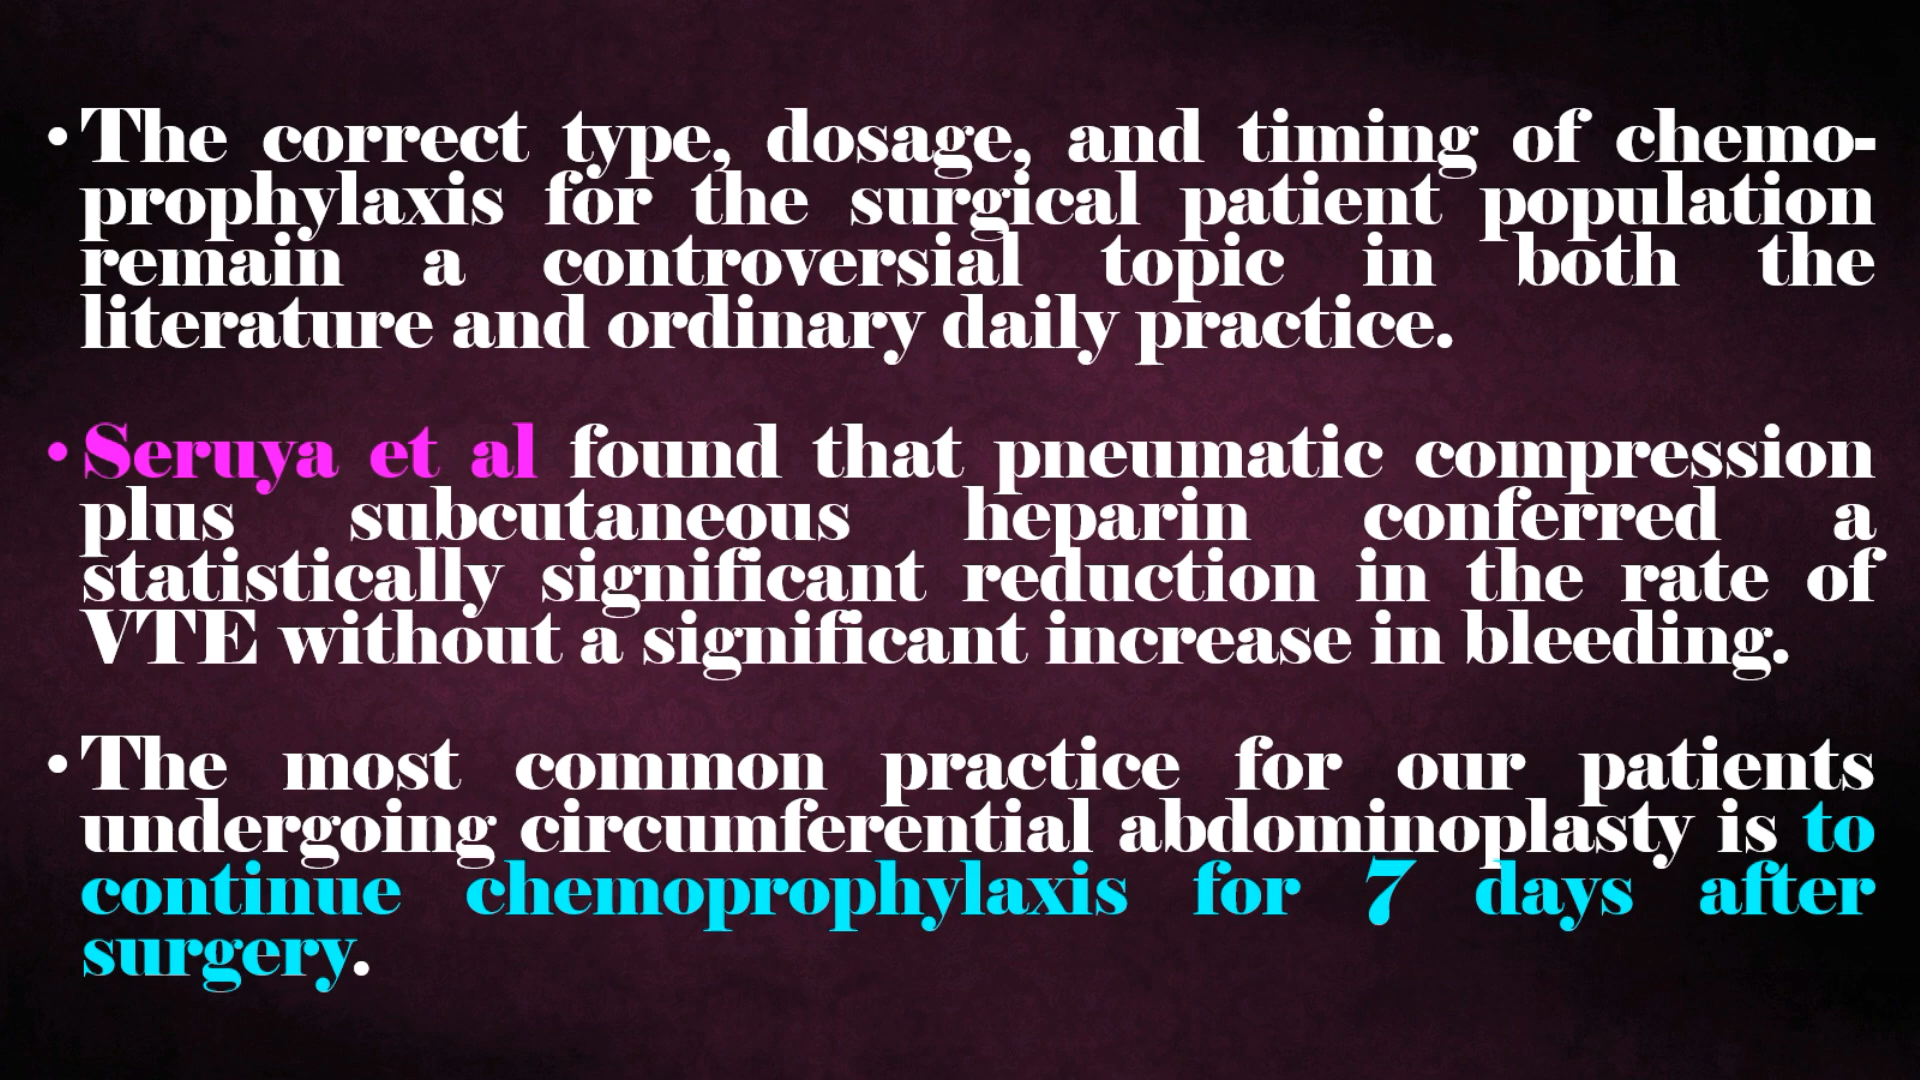 • The correct type, dosage, and timing of chemo-
prophylaxis for the surgical patient population
remain a controversial topic in both the
literature and ordinary daily practice.
• Seruya et al found that pneumatic compression
plus subcutaneous heparin conferred a
statistically significant reduction in the rate of
VTE without a significant increase in bleeding.
• The most common practice for our patients
undergoing circumferential abdominoplasty is to
continue chemoprophylaxis for 7 days after
surgery.